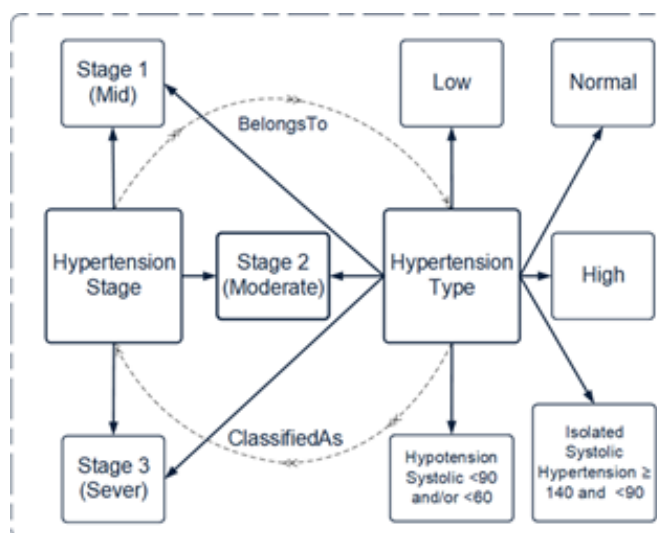 Stage 1
(Mid)
Low
Normal
BelongsTo
Hypertension
Stage
Stage 2
(Moderate)
Hypertension
Type
High
ClassifiedAs
Stage 3
(Sever)
Hypotension
Systolic <90
and/or <60
Isolated
Systolic
Hypertension ≥
140 and <90